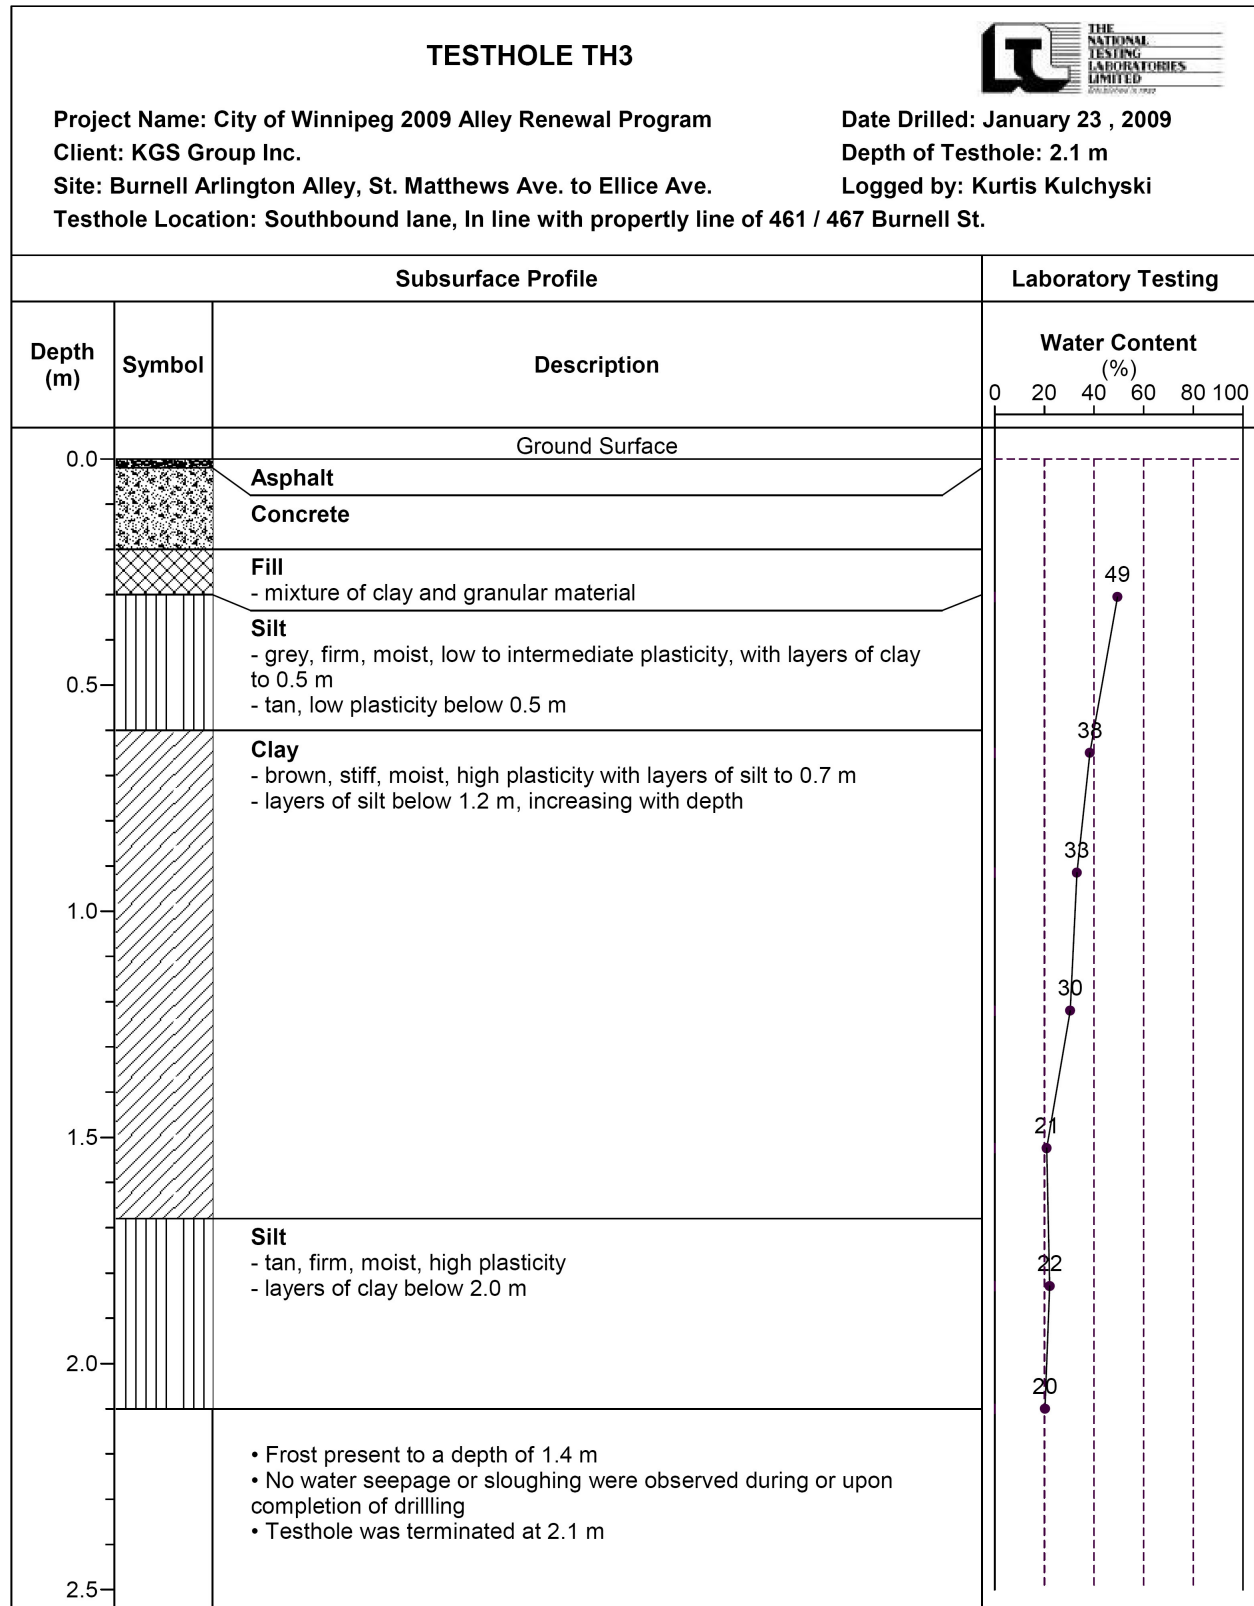 TESTHOLE TH3
THE
NATIONAL
TESTING
LABORATORIES
LIMITED
Established in 1923
Project Name: City of Winnipeg 2009 Alley Renewal Program
Date Drilled: January 23 , 2009
Client: KGS Group Inc.
Depth of Testhole: 2.1 m
Site: Burnell Arlington Alley, St. Matthews Ave. to Ellice Ave.
Logged by: Kurtis Kulchyski
Testhole Location: Southbound lane, In line with propertly line of 461 / 467 Burnell St.
Subsurface Profile
Laboratory Testing
Depth
(m)
Symbol
Description
Water Content
(%)
0 20 40 60 80 100
Ground Surface
0.0
Asphalt
Concrete
Fill
- mixture of clay and granular material
49
Silt
- grey, firm, moist, low to intermediate plasticity, with layers of clay
to 0.5 m
- tan, low plasticity below 0.5 m
0.5
38
Clay
- brown, stiff, moist, high plasticity with layers of silt to 0.7 m
- layers of silt below 1.2 m, increasing with depth
33
1.0
30
21
1.5
Silt
- tan, firm, moist, high plasticity
- layers of clay below 2.0 m
22
2.0
20
• Frost present to a depth of 1.4 m
• No water seepage or sloughing were observed during or upon
completion of drillling
• Testhole was terminated at 2.1 m
2.5